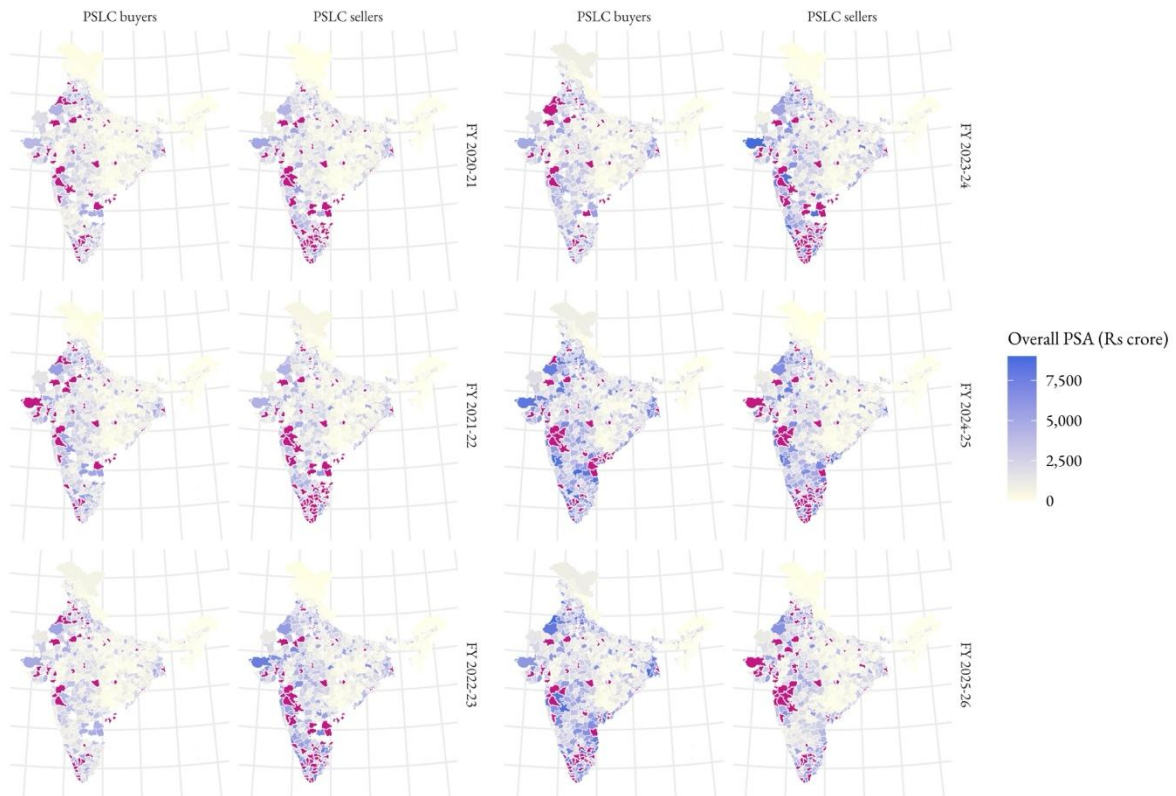 PSLC buyers
PSLC sellers
PSLC buyers
PSLC sellers
FY 2020-21
FY 2023-24
FY 2021-22
FY 2024-25
FY 2022-23
FY 2025-26
Overall PSA (Rs crore)
7,500
5,000
2,500
0